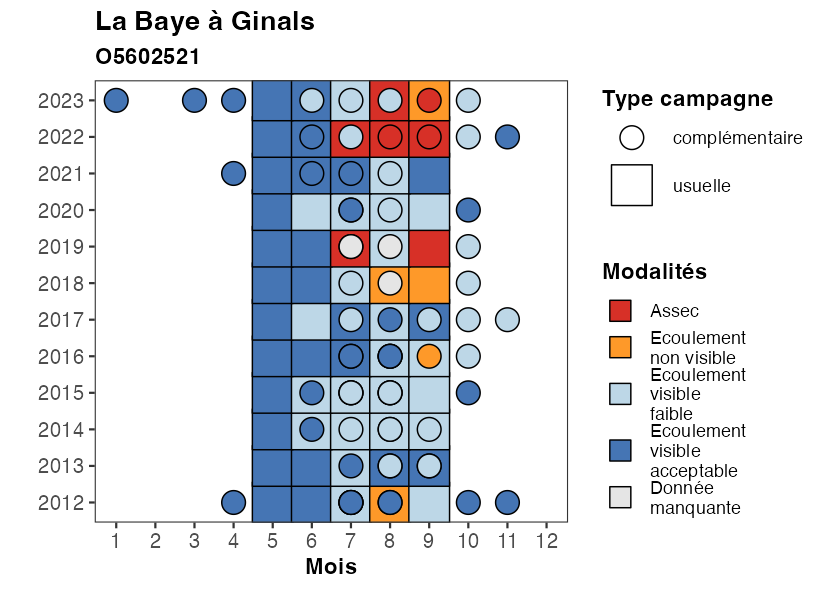 La Baye à Ginals
O5602521
2023
2022
2021
2020
2019
2018
2017
2016
2015
2014
2013
2012
1 2 3 4 5 6 7 8 9 10 11 12
Mois
Type campagne
complémentaire
usuelle
Modalités
Assec
Ecoulement
non visible
Ecoulement
visible
faible
Ecoulement
visible
acceptable
Donnée
manquante